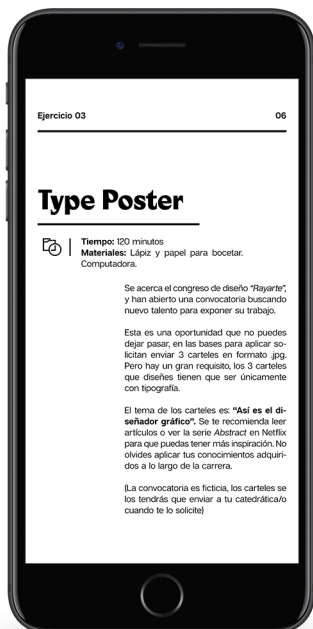 Ejercicio 03 06
Type Poster
Tiempo: 120 minutos
Materiales: Lápiz y papel para bocetar.
Computadora.
Se acerca el congreso de diseño “Rayarte”,
y han abierto una convocatoria buscando
nuevo talento para exponer su trabajo.
Esta es una oportunidad que no puedes
dejar pasar, en las bases para aplicar so-
licitan enviar 3 carteles en formato .jpg.
Pero hay un gran requisito, los 3 carteles
que diseñes tienen que ser únicamente
con tipografía.
El tema de los carteles es: “Así es el di-
señador gráfico”. Se te recomienda leer
artículos o ver la serie Abstract en Netflix
para que puedas tener más inspiración. No
olvides aplicar tus conocimientos adquiri-
dos a lo largo de la carrera.
(La convocatoria es ficticia, los carteles se
los tendrás que enviar a tu catedrática/o
cuando te lo solicite)